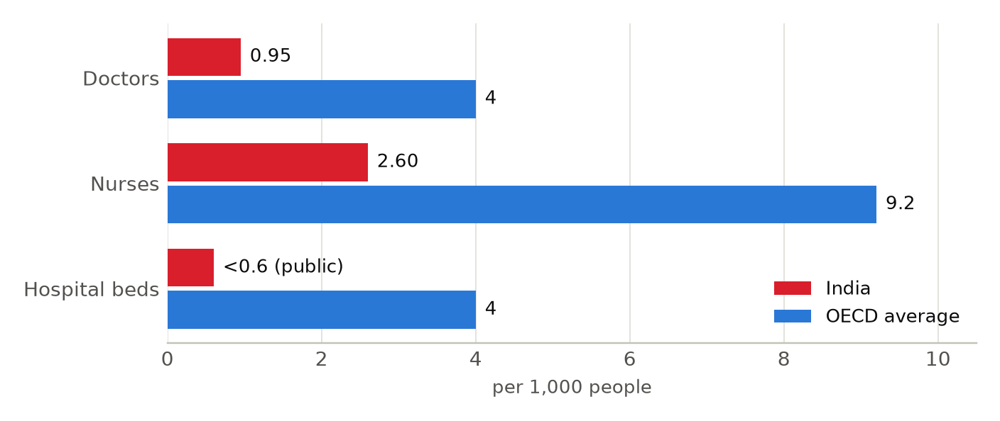 Doctors
0.95
4
Nurses
2.60
9.2
Hospital beds
<0.6 (public)
4
India
OECD average
0 2 4 6 8 10
per 1,000 people